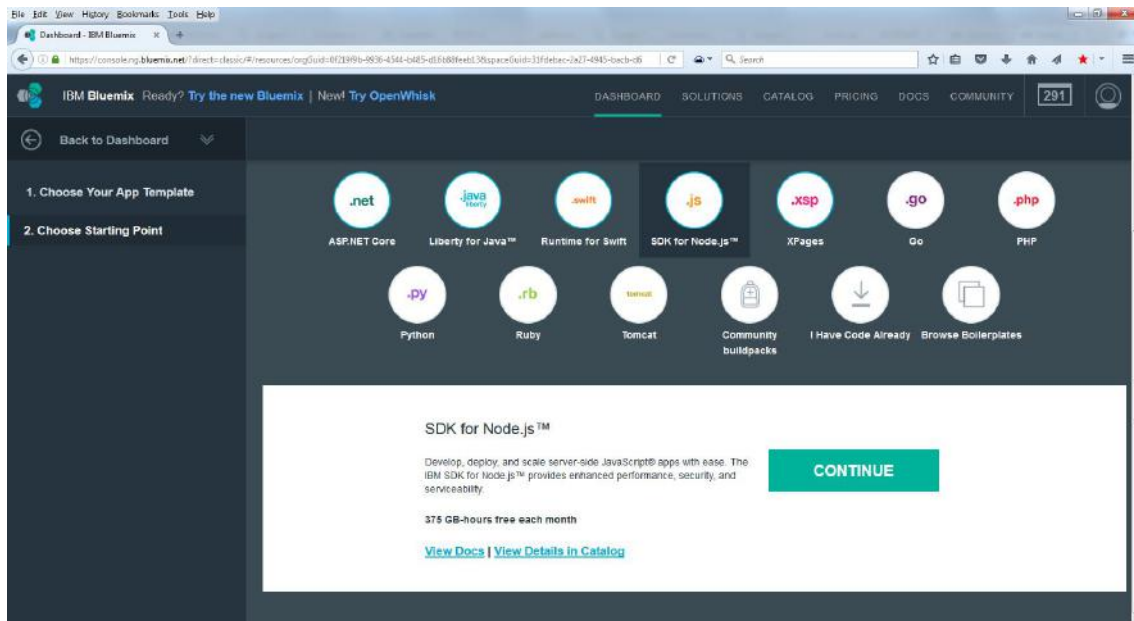 File Edit View History Bookmarks Tools Help
Dashboard - IBM Bluemix × +
Search
IBM Bluemix Ready? Try the new Bluemix | New! Try OpenWhisk DASHBOARD SOLUTIONS CATALOG PRICING DOCS COMMUNITY 291
Back to Dashboard
1. Choose Your App Template
2. Choose Starting Point
.net .java liberty .swift .js .xsp .go .php
ASP.NET Core Liberty for Java™ Runtime for Swift SDK for Node.js™ XPages Go PHP
.py .rb tomcat
Python Ruby Tomcat Community buildpacks I Have Code Already Browse Boilerplates
SDK for Node.js™
Develop, deploy, and scale server-side JavaScript® apps with ease. The
IBM SDK for Node.js™ provides enhanced performance, security, and
serviceability.
CONTINUE
375 GB-hours free each month
View Docs | View Details in Catalog